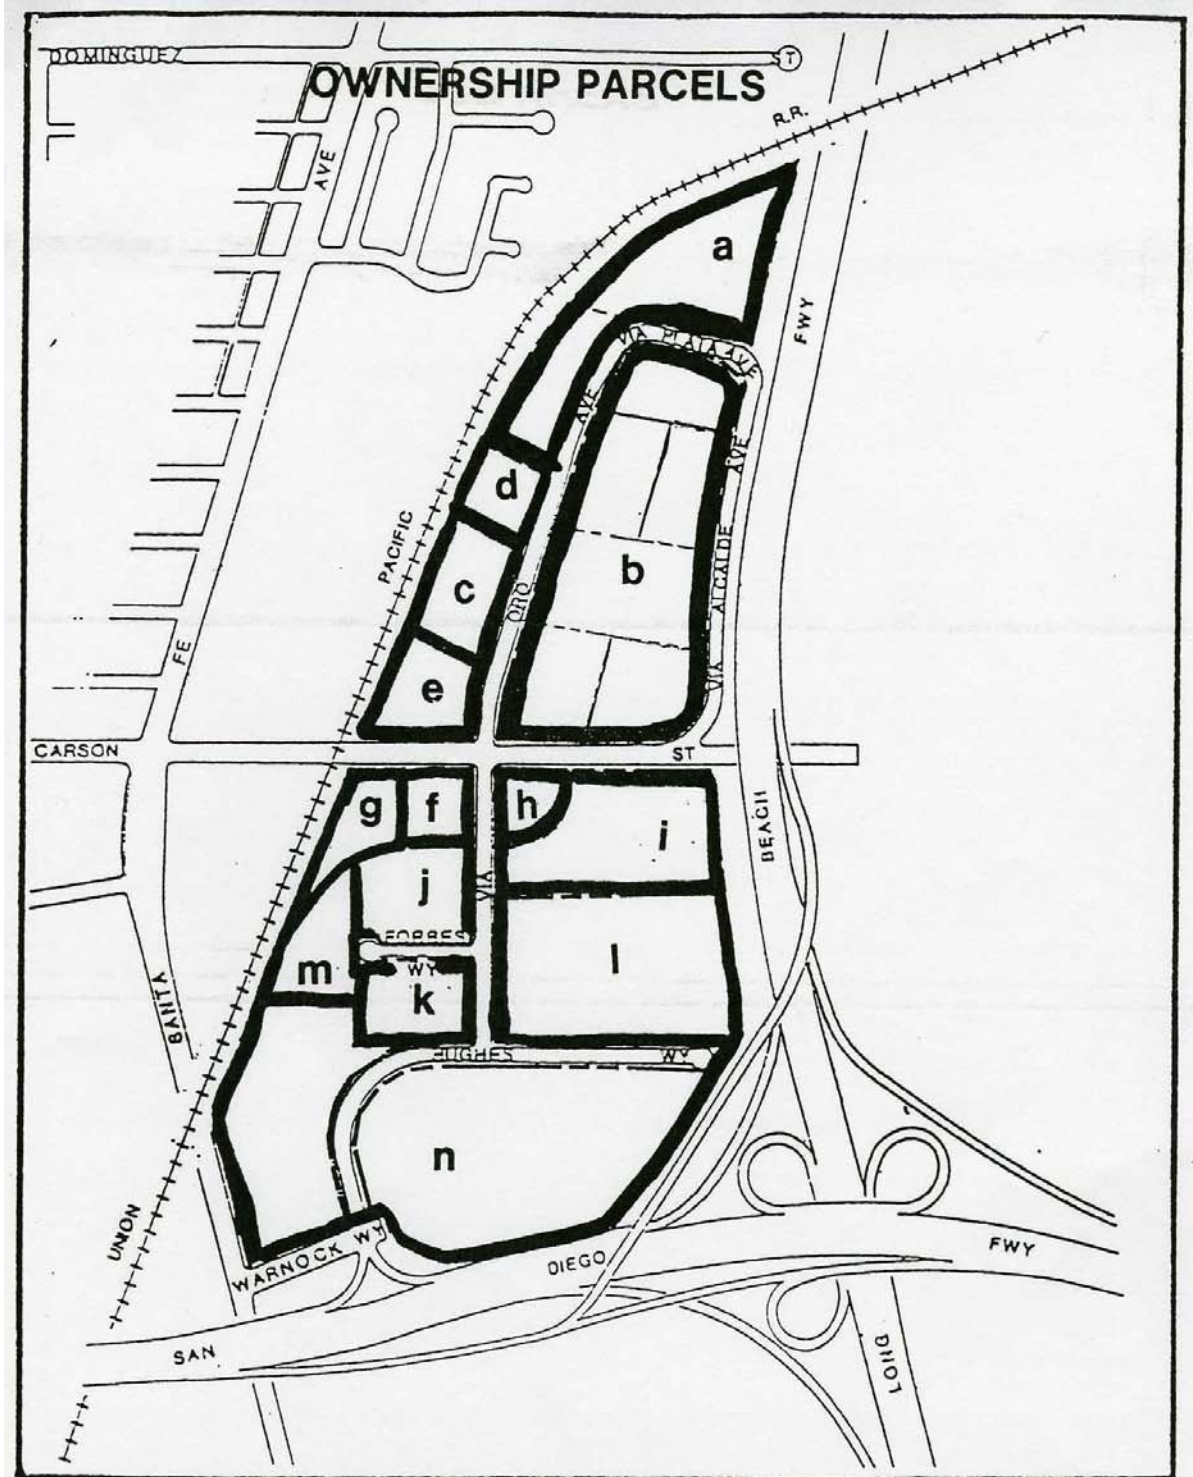 DOMINGUEZ
T
OWNERSHIP PARCELS
R.R.
AVE
a
FWY
VIA PLATA AVE
AVE
AVE
d
PACIFIC
b
ALCALDE
c
ORO
FE
e
VIA
CARSON
ST
g
f
h
i
BEACH
j
VIA
FORBES
m
WY
l
k
SANTA
HUGHES
WY
n
UNION
WARNOCK WY
DIEGO
FWY
SAN
LONG